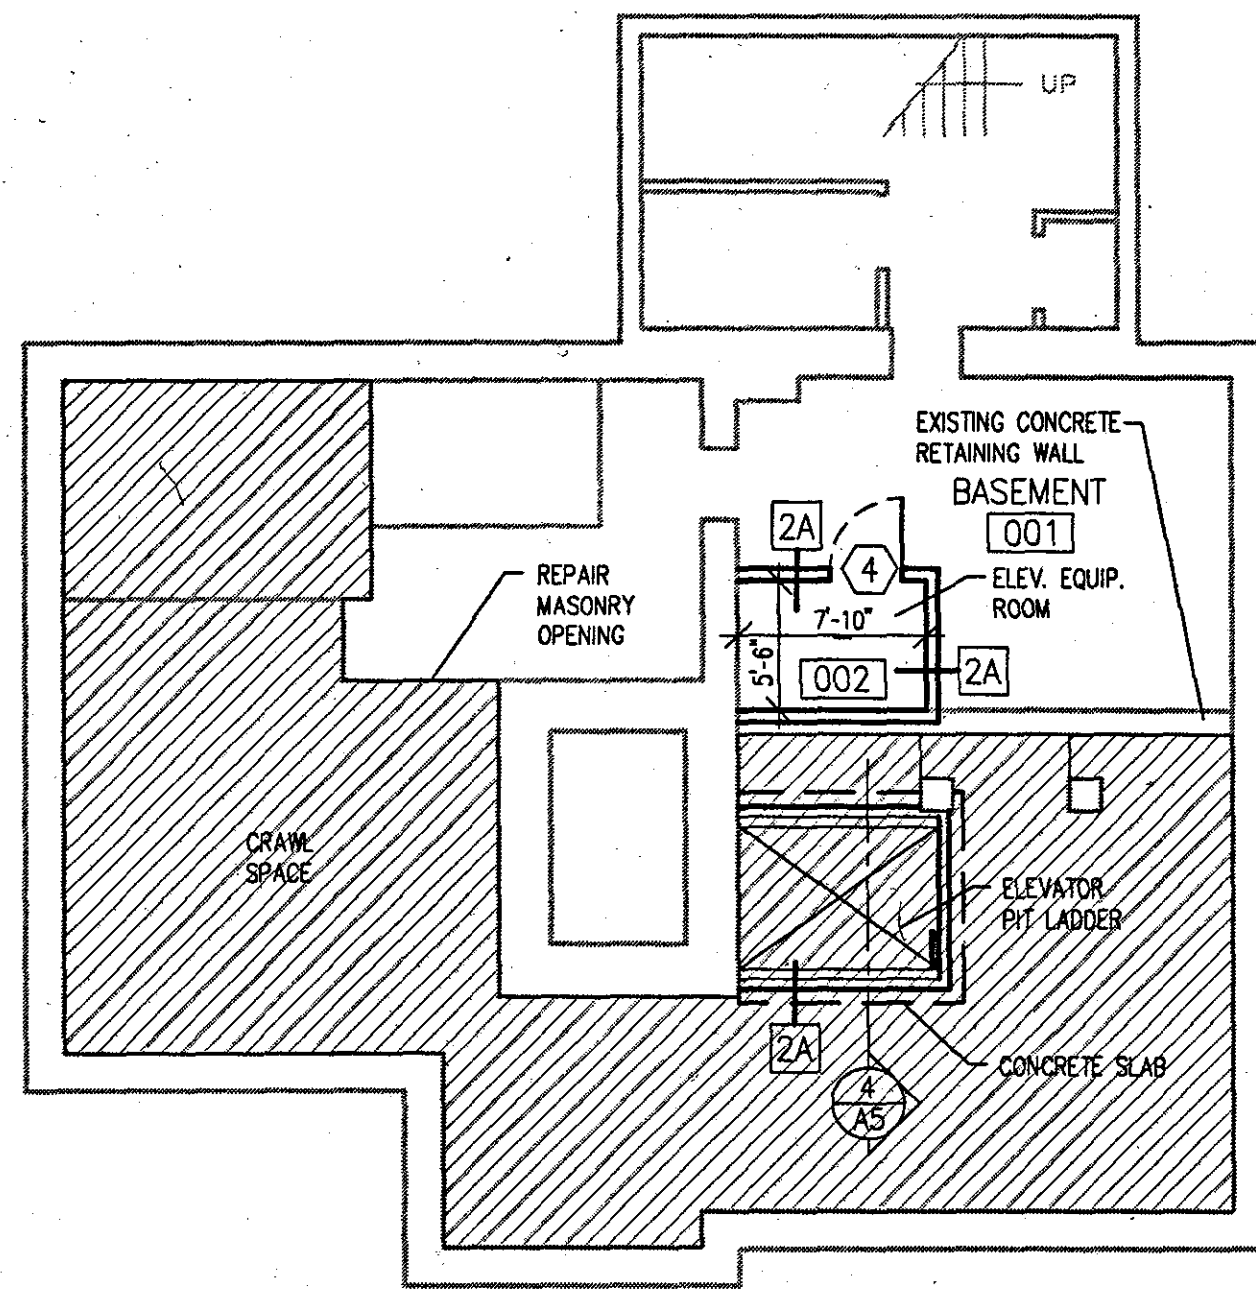 UP
EXISTING CONCRETE
RETAINING WALL
BASEMENT
001
2A
4
ELEV. EQUIP.
ROOM
REPAIR
MASONRY
OPENING
7'-10"
5'-6"
002
2A
CRAWL
SPACE
ELEVATOR
PIT LADDER
2A
CONCRETE SLAB
4
A5